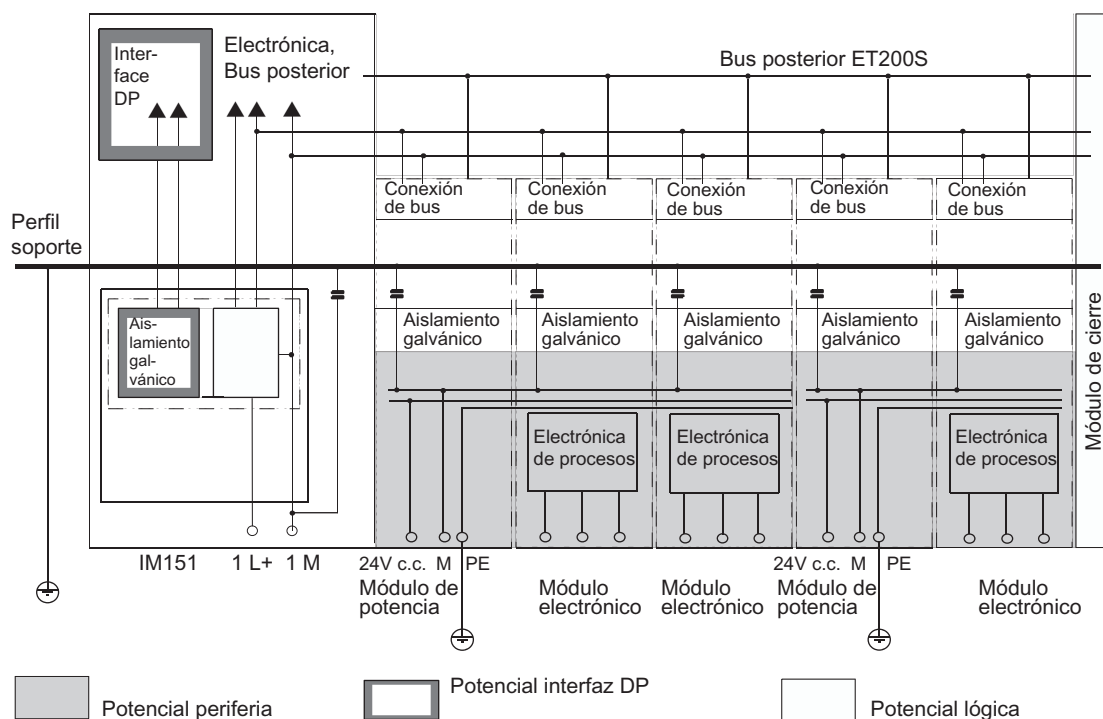 Inter-
face
DP
Electrónica,
Bus posterior
Bus posterior ET200S
Conexión
de bus
Conexión
de bus
Conexión
de bus
Conexión
de bus
Conexión
de bus
Perfil
soporte
Ais-
lamiento
gal-
vánico
Aislamiento
galvánico
Aislamiento
galvánico
Aislamiento
galvánico
Aislamiento
galvánico
Aislamiento
galvánico
Electrónica
de procesos
Electrónica
de procesos
Electrónica
de procesos
Módulo de cierre
IM151 1 L+ 1 M
24V c.c. M PE
24V c.c. M PE
Módulo de
potencia
Módulo
electrónico
Módulo
electrónico
Módulo de
potencia
Módulo
electrónico
Potencial periferia
Potencial interfaz DP
Potencial lógica